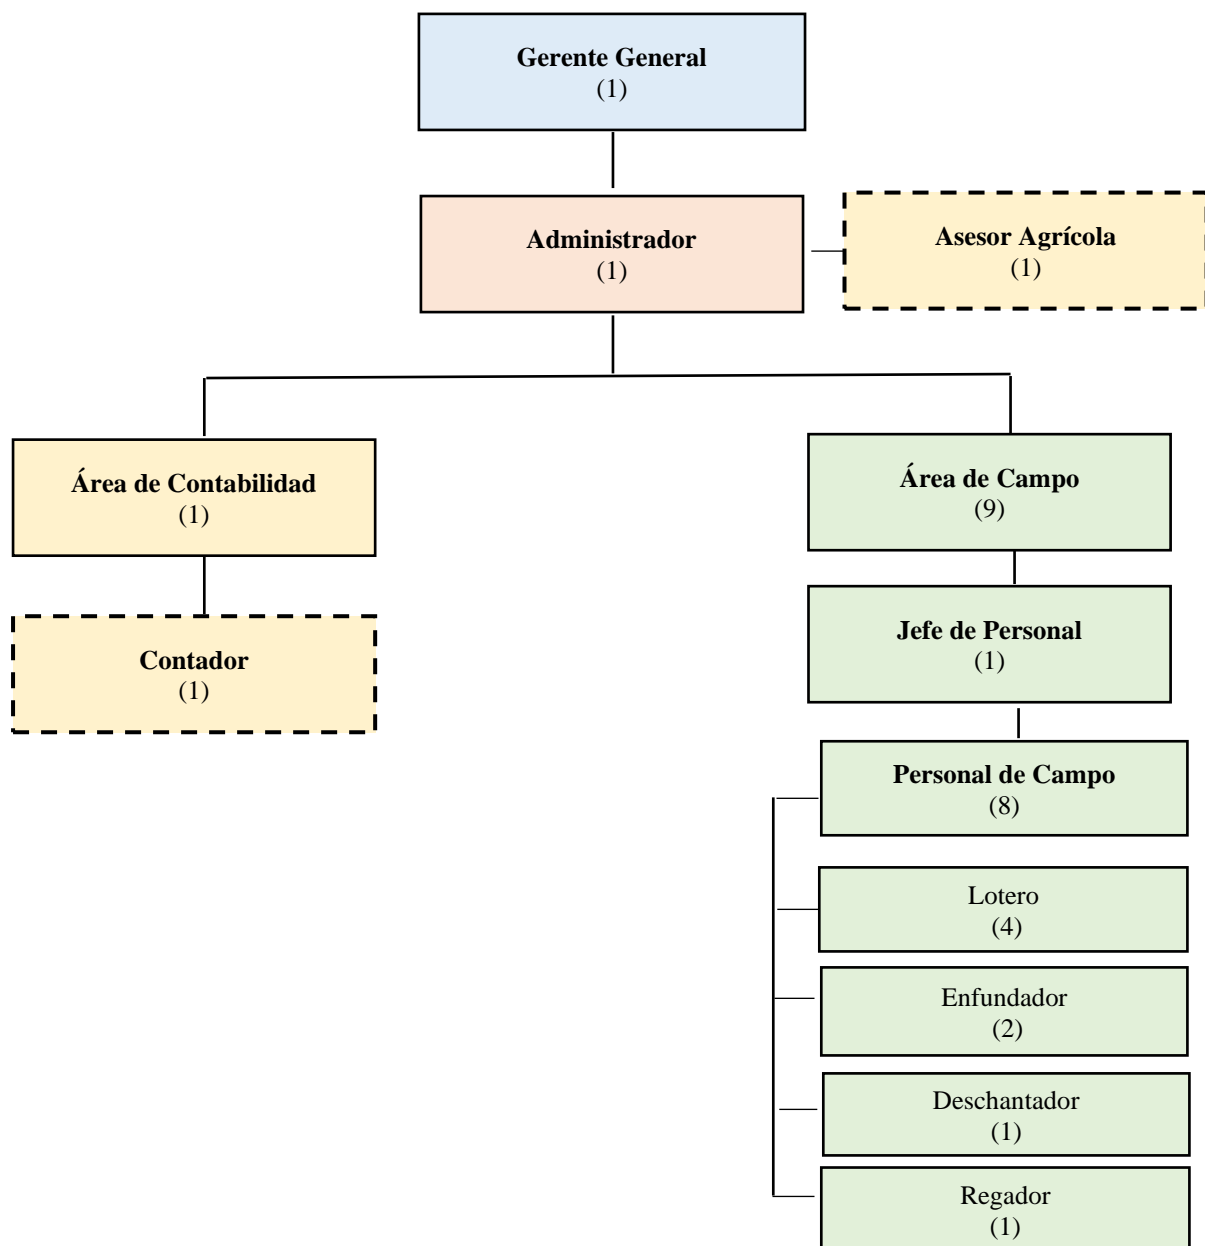 Gerente General
(1)
Administrador
(1)
Asesor Agrícola
(1)
Área de Contabilidad
(1)
Área de Campo
(9)
Contador
(1)
Jefe de Personal
(1)
Personal de Campo
(8)
Lotero
(4)
Enfundador
(2)
Deschantador
(1)
Regador
(1)